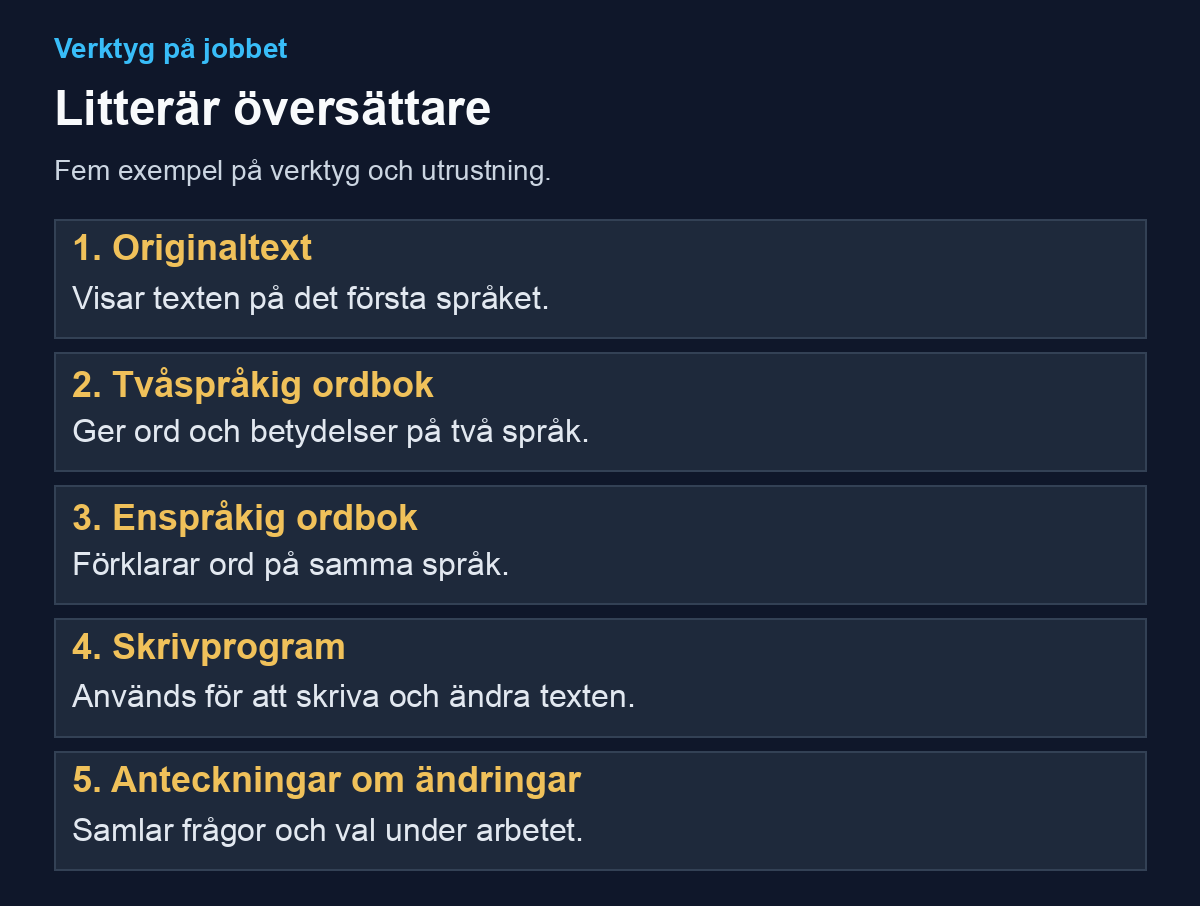 Verktyg på jobbet
Litterär översättare
Fem exempel på verktyg och utrustning.
1. Originaltext
Visar texten på det första språket.
2. Tvåspråkig ordbok
Ger ord och betydelser på två språk.
3. Enspråkig ordbok
Förklarar ord på samma språk.
4. Skrivprogram
Används för att skriva och ändra texten.
5. Anteckningar om ändringar
Samlar frågor och val under arbetet.